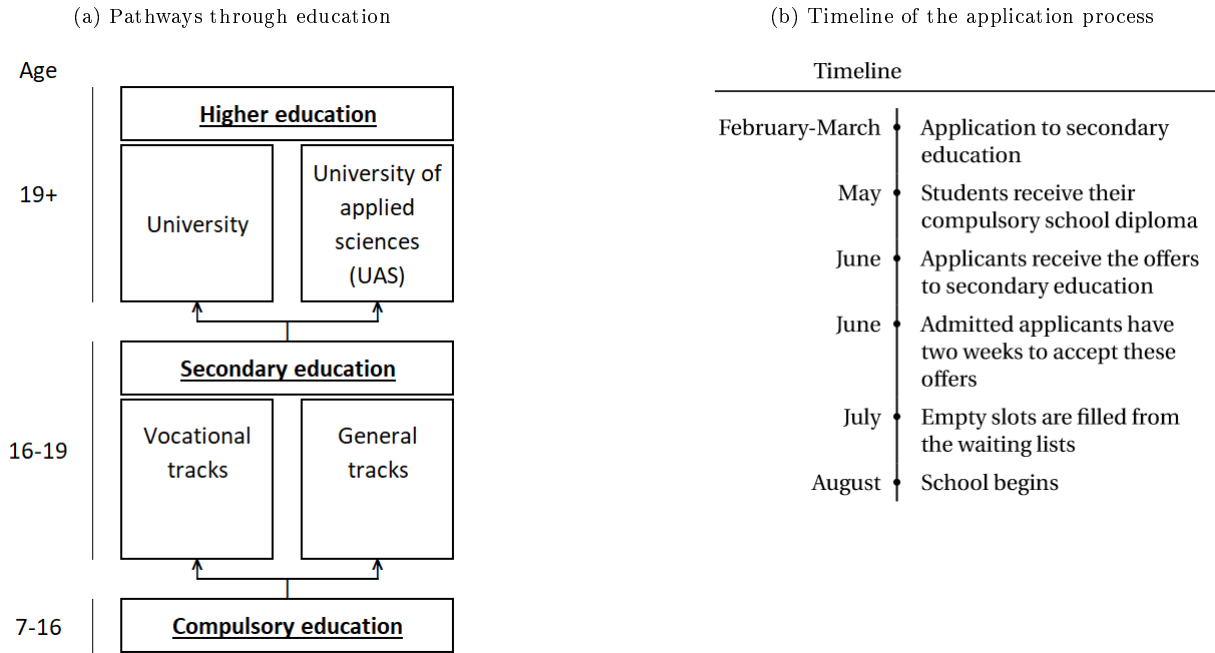 (a) Pathways through education
Age
Higher education
19+
University
University of
applied
sciences
(UAS)
Secondary education
16-19
Vocational
tracks
General
tracks
7-16
Compulsory education
(b) Timeline of the application process
Timeline
February-March
Application to secondary
education
May
Students receive their
compulsory school diploma
June
Applicants receive the offers
to secondary education
June
Admitted applicants have
two weeks to accept these
offers
July
Empty slots are filled from
the waiting lists
August
School begins